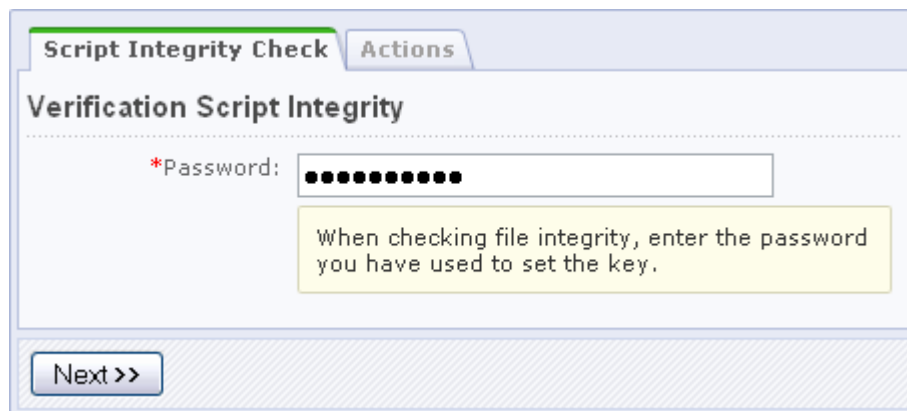 Script Integrity Check Actions
Verification Script Integrity
*Password: ●●●●●●●●●●
When checking file integrity, enter the password
you have used to set the key.
Next >>